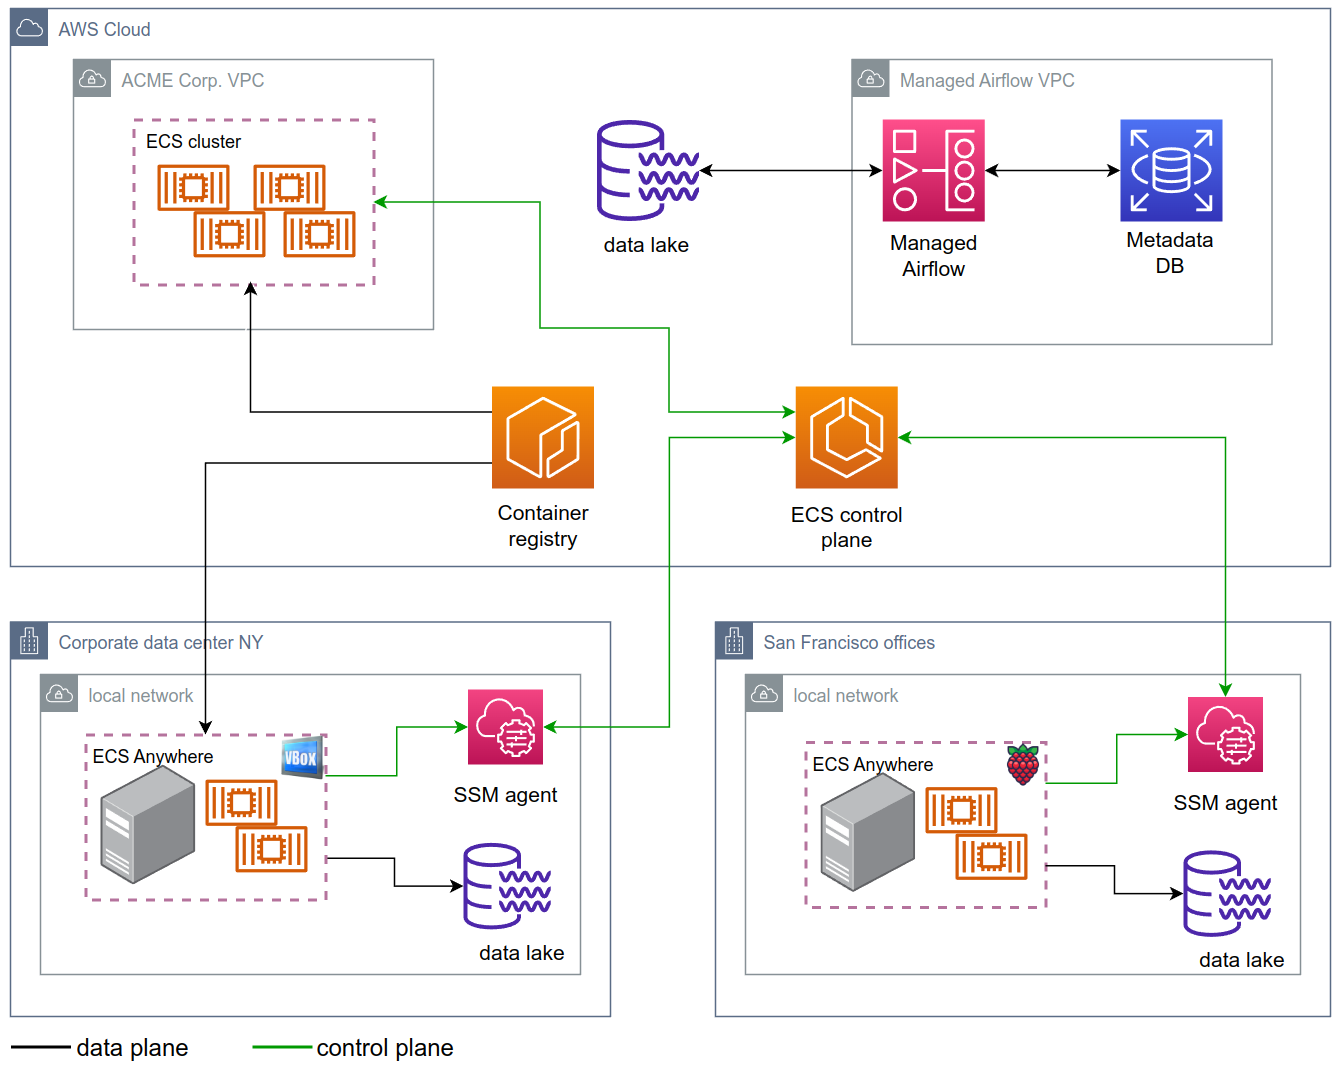 AWS Cloud
ACME Corp. VPC
ECS cluster
data lake
Managed Airflow VPC
Managed
Airflow
Metadata
DB
Container
registry
ECS control
plane
Corporate data center NY
local network
ECS Anywhere
VBox
SSM agent
data lake
San Francisco offices
local network
ECS Anywhere
SSM agent
data lake
data plane
control plane